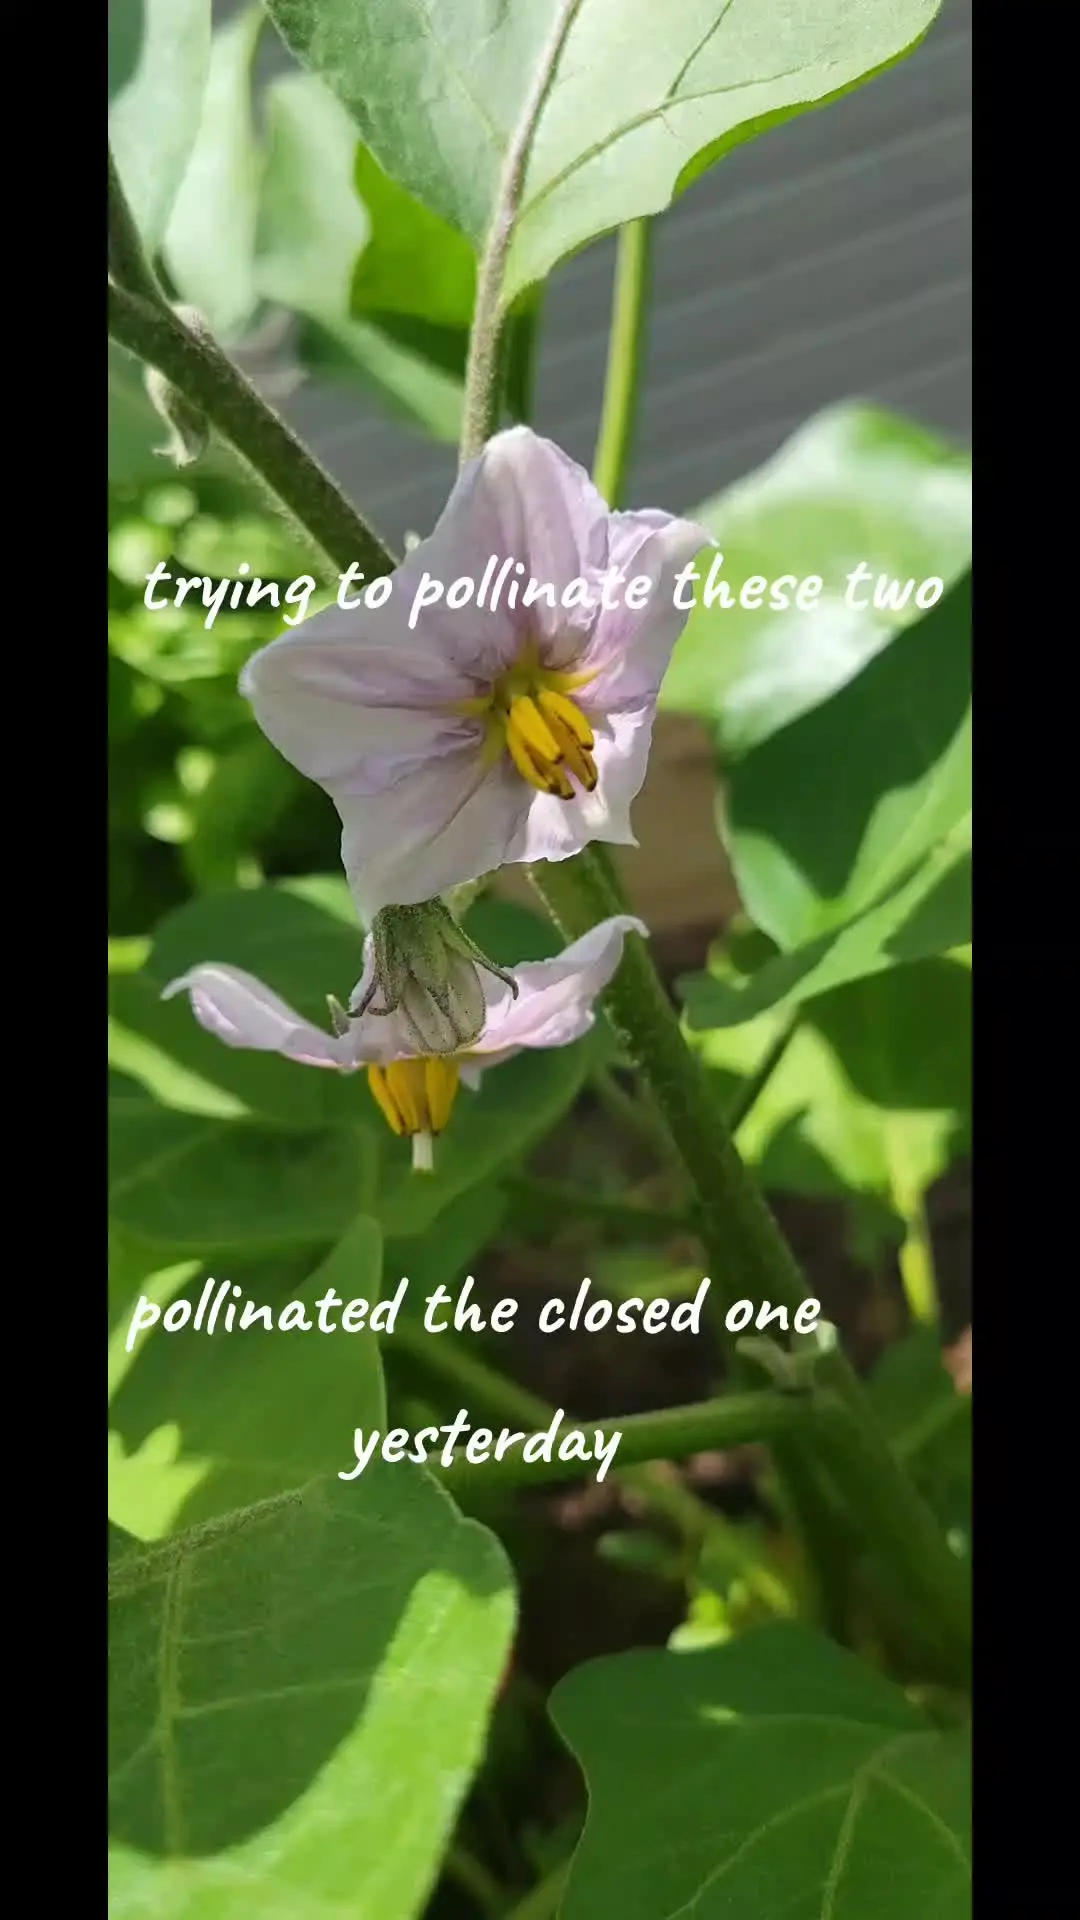 trying to pollinate these two
pollinated the closed one
yesterday